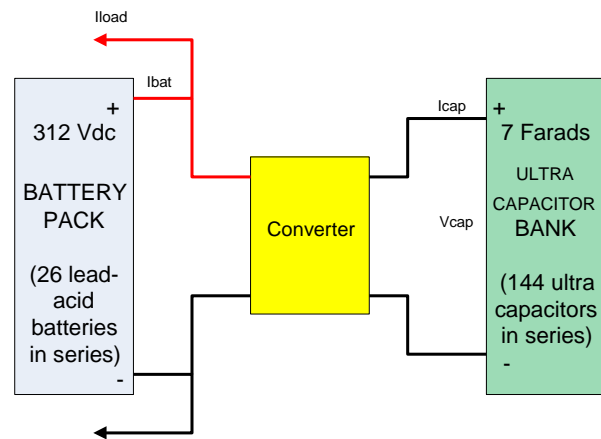 Iload
Ibat
+
312 Vdc
BATTERY
PACK
(26 lead-
acid
batteries
in series)
-
Converter
Icap
Vcap
+
7 Farads
ULTRA
CAPACITOR
BANK
(144 ultra
capacitors
in series)
-